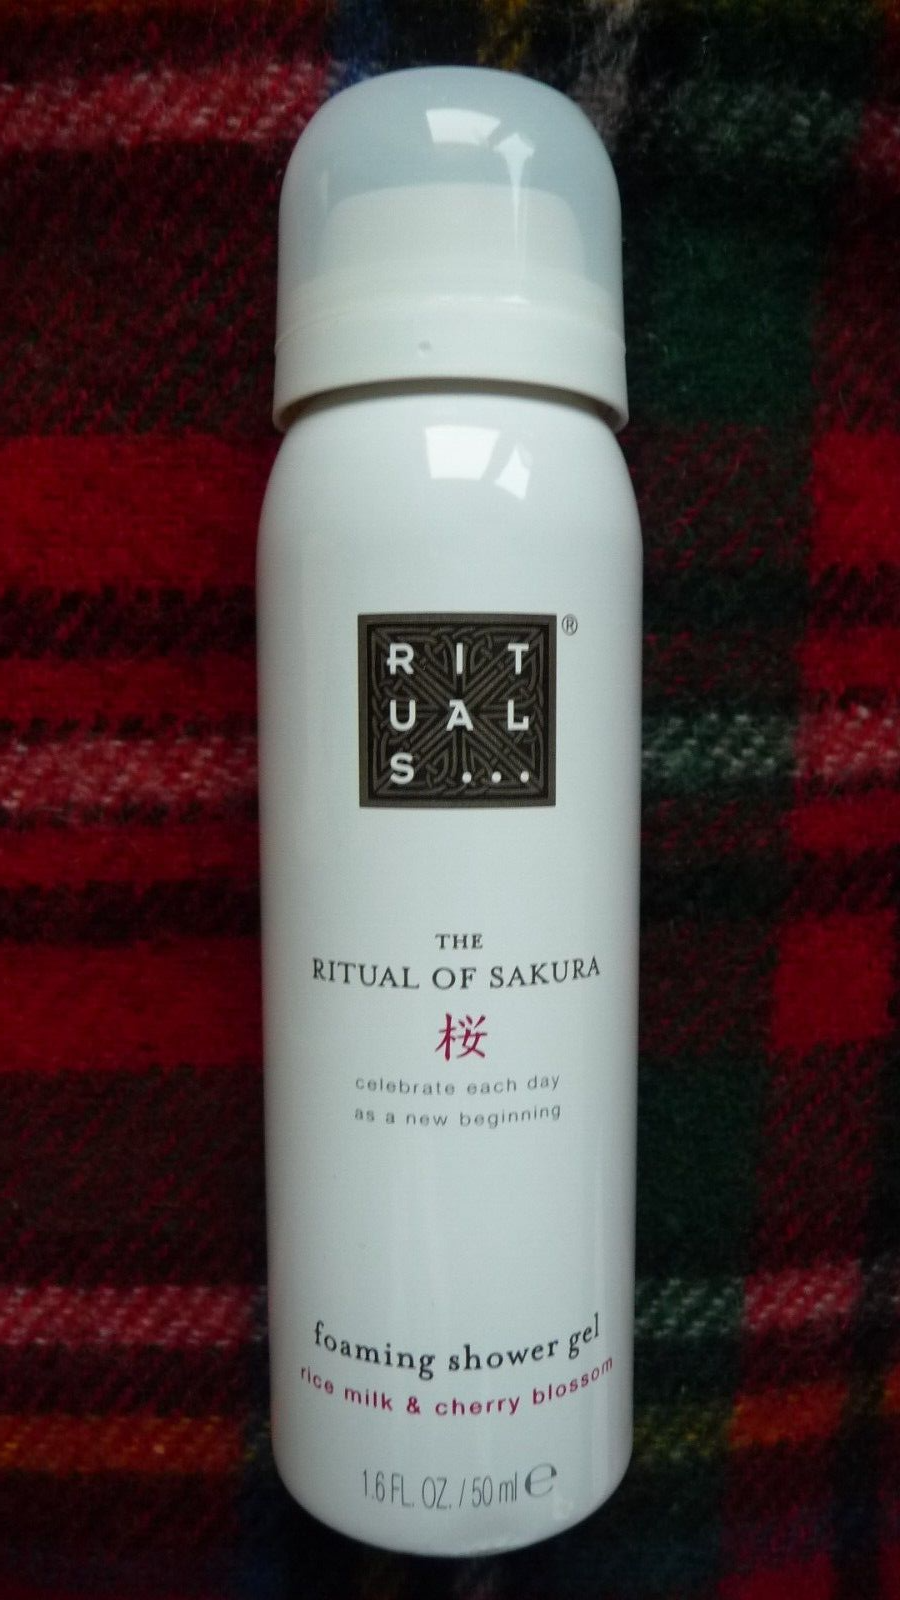 RIT
UAL
S...
®
THE
RITUAL OF SAKURA
桜
celebrate each day
as a new beginning
foaming shower gel
rice milk & cherry blossom
1.6 FL. OZ. / 50 ml ℮